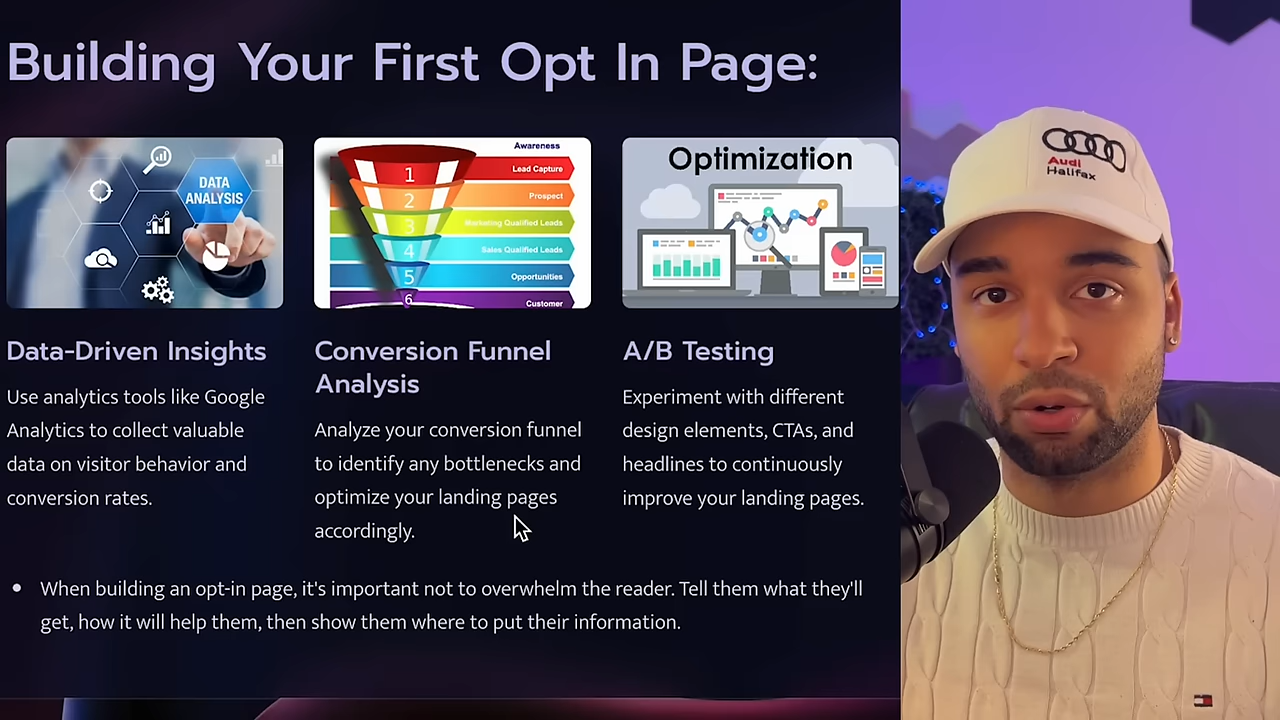 Building Your First Opt In Page:
DATA
ANALYSIS
Awareness
1
Lead Capture
2
Prospect
3
Marketing Qualified Leads
4
Sales Qualified Leads
5
Opportunities
6
Customer
Optimization
Data-Driven Insights
Use analytics tools like Google
Analytics to collect valuable
data on visitor behavior and
conversion rates.
Conversion Funnel
Analysis
Analyze your conversion funnel
to identify any bottlenecks and
optimize your landing pages
accordingly.
A/B Testing
Experiment with different
design elements, CTAs, and
headlines to continuously
improve your landing pages.
• When building an opt-in page, it's important not to overwhelm the reader. Tell them what they'll
get, how it will help them, then show them where to put their information.
Audi
Halifax